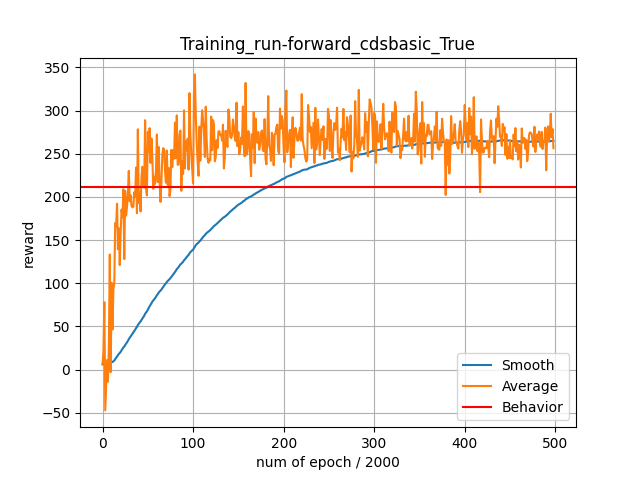 Training_run-forward_cdsbasic_True
350
300
250
200
150
100
50
0
−50
reward
0
100
200
300
400
500
num of epoch / 2000
Smooth
Average
Behavior